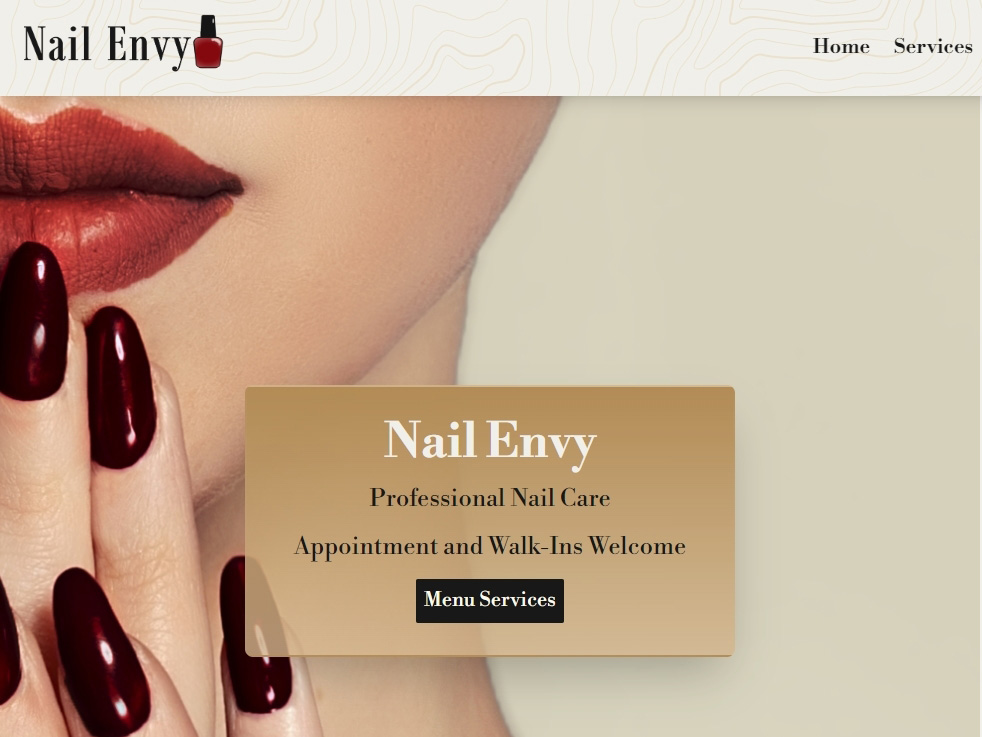 Nail Envy
Home Services
Nail Envy
Professional Nail Care
Appointment and Walk-Ins Welcome
Menu Services